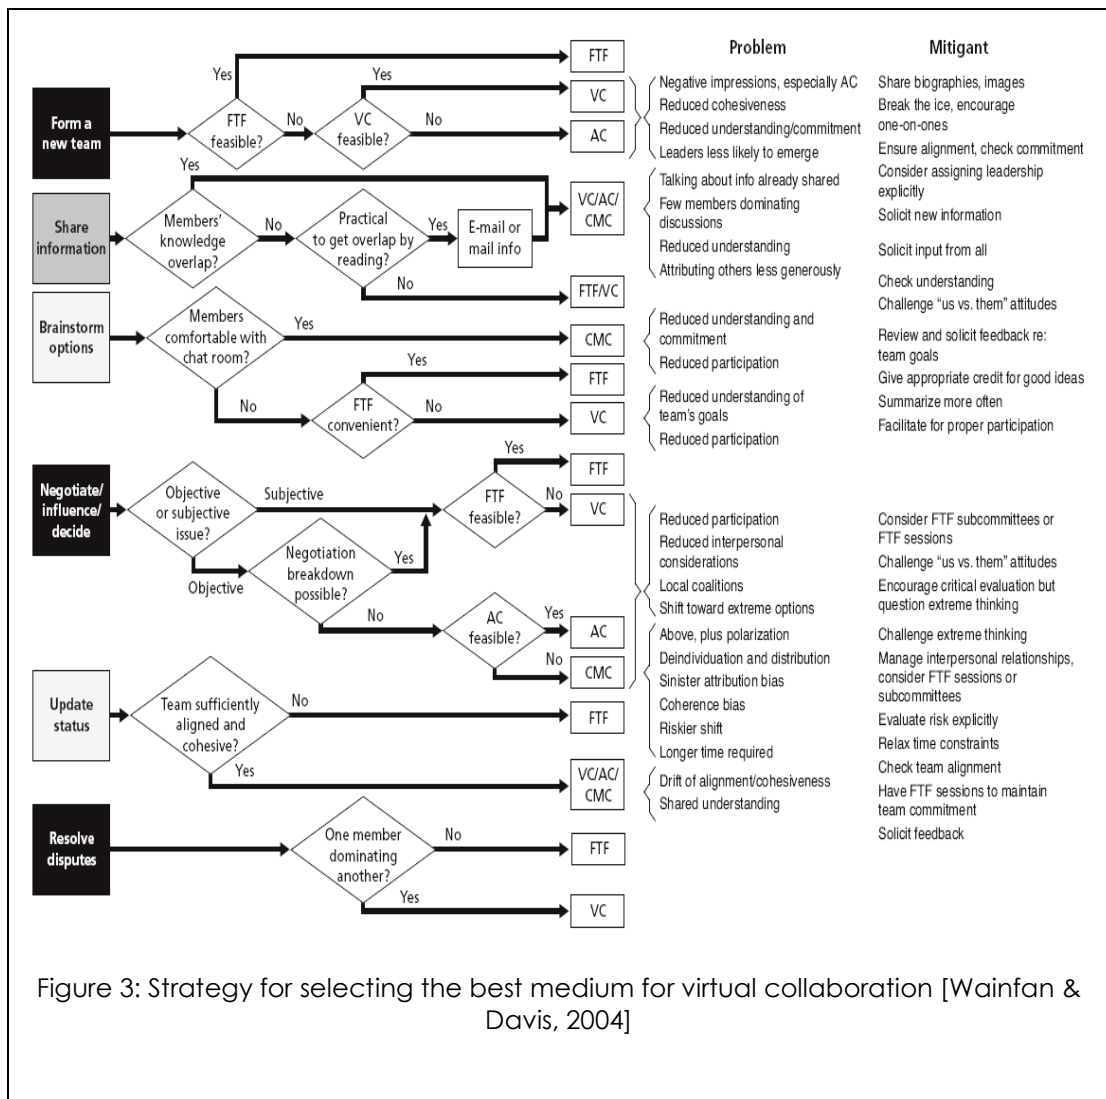 Problem
Mitigant
Form a
new team
FTF
feasible?
Yes
No
VC
feasible?
Yes
No
FTF
VC
AC
Negative impressions, especially AC
Reduced cohesiveness
Reduced understanding/commitment
Leaders less likely to emerge
Share biographies, images
Break the ice, encourage
one-on-ones
Ensure alignment, check commitment
Consider assigning leadership
explicitly
Share
information
Members'
knowledge
overlap?
Yes
No
Practical
to get overlap by
reading?
Yes
No
E-mail or
mail info
VC/AC/
CMC
FTF/VC
Talking about info already shared
Few members dominating
discussions
Reduced understanding
Attributing others less generously
Solicit new information
Solicit input from all
Check understanding
Challenge “us vs. them” attitudes
Brainstorm
options
Members
comfortable with
chat room?
Yes
No
FTF
convenient?
Yes
No
CMC
FTF
VC
Reduced understanding and
commitment
Reduced participation
Reduced understanding of
team's goals
Reduced participation
Review and solicit feedback re:
team goals
Give appropriate credit for good ideas
Summarize more often
Facilitate for proper participation
Negotiate/
influence/
decide
Objective
or subjective
issue?
Subjective
Objective
Negotiation
breakdown
possible?
Yes
No
FTF
feasible?
Yes
No
AC
feasible?
Yes
No
FTF
VC
AC
CMC
Reduced participation
Reduced interpersonal
considerations
Local coalitions
Shift toward extreme options
Above, plus polarization
Deindividuation and distribution
Sinister attribution bias
Coherence bias
Riskier shift
Longer time required
Consider FTF subcommittees or
FTF sessions
Challenge “us vs. them” attitudes
Encourage critical evaluation but
question extreme thinking
Challenge extreme thinking
Manage interpersonal relationships,
consider FTF sessions or
subcommittees
Evaluate risk explicitly
Relax time constraints
Update
status
Team sufficiently
aligned and
cohesive?
No
Yes
FTF
VC/AC/
CMC
Drift of alignment/cohesiveness
Shared understanding
Check team alignment
Have FTF sessions to maintain
team commitment
Solicit feedback
Resolve
disputes
One member
dominating
another?
No
Yes
FTF
VC
Figure 3: Strategy for selecting the best medium for virtual collaboration [Wainfan &
Davis, 2004]